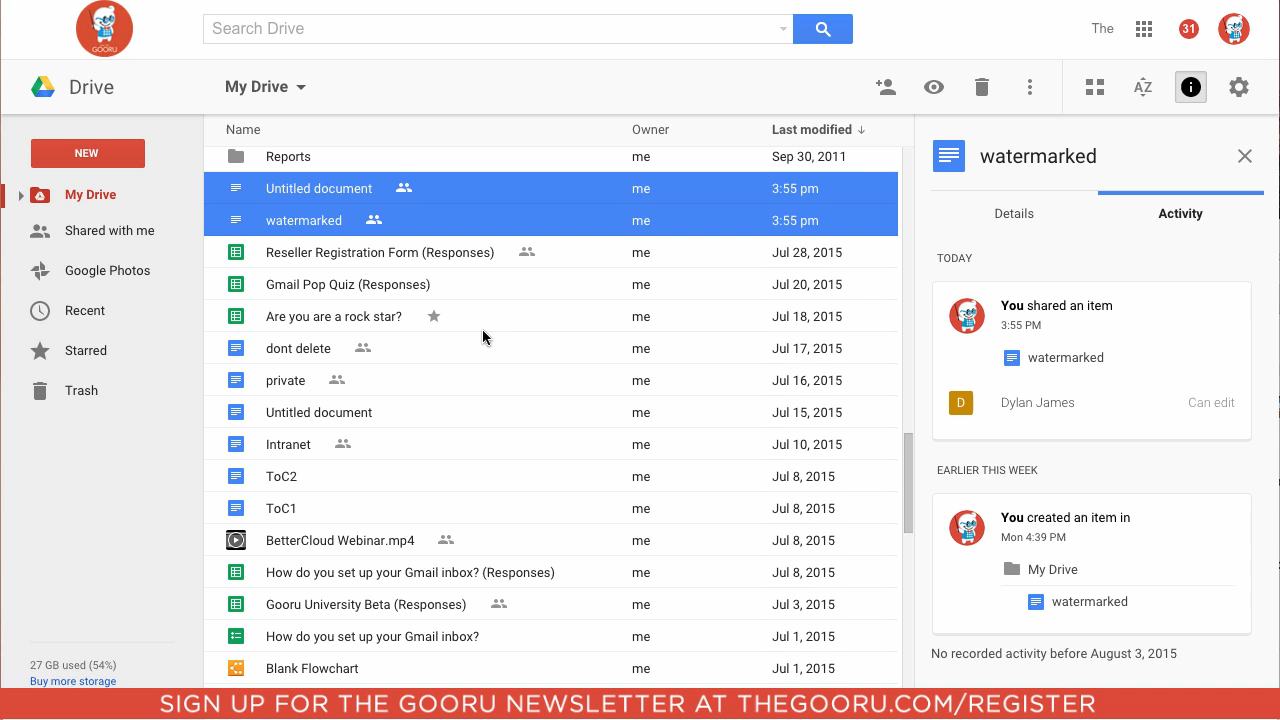 GOORU
Search Drive
The
31
Drive
My Drive
Name Owner Last modified
NEW
My Drive
Shared with me
Google Photos
Recent
Starred
Trash
27 GB used (54%)
Buy more storage
Reports me Sep 30, 2011
Untitled document me 3:55 pm
watermarked me 3:55 pm
Reseller Registration Form (Responses) me Jul 28, 2015
Gmail Pop Quiz (Responses) me Jul 20, 2015
Are you are a rock star? me Jul 18, 2015
dont delete me Jul 17, 2015
private me Jul 16, 2015
Untitled document me Jul 15, 2015
Intranet me Jul 10, 2015
ToC2 me Jul 8, 2015
ToC1 me Jul 8, 2015
BetterCloud Webinar.mp4 me Jul 8, 2015
How do you set up your Gmail inbox? (Responses) me Jul 8, 2015
Gooru University Beta (Responses) me Jul 3, 2015
How do you set up your Gmail inbox? me Jul 1, 2015
Blank Flowchart me Jul 1, 2015
watermarked
Details Activity
TODAY
You shared an item
3:55 PM
watermarked
D Dylan James Can edit
EARLIER THIS WEEK
You created an item in
Mon 4:39 PM
My Drive
watermarked
No recorded activity before August 3, 2015
SIGN UP FOR THE GOORU NEWSLETTER AT THEGOORU.COM/REGISTER